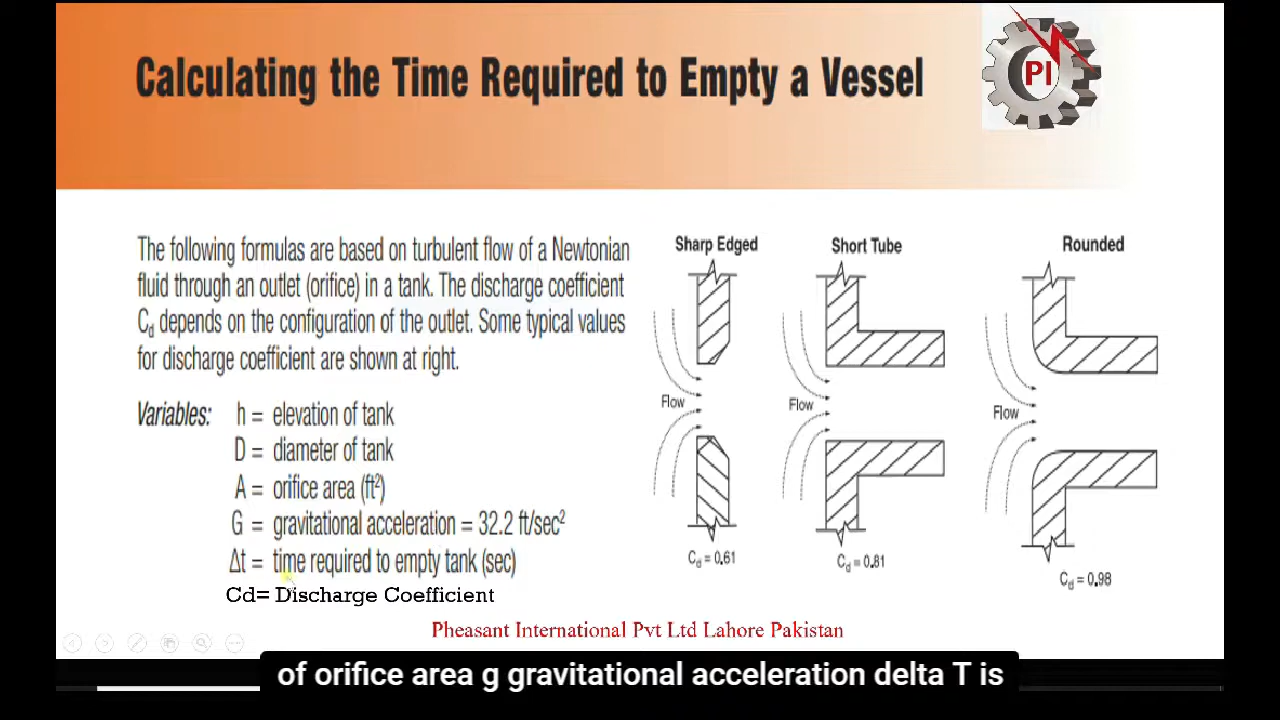 Calculating the Time Required to Empty a Vessel
PI
The following formulas are based on turbulent flow of a Newtonian
fluid through an outlet (orifice) in a tank. The discharge coefficient
Cd depends on the configuration of the outlet. Some typical values
for discharge coefficient are shown at right.
Variables: h = elevation of tank
D = diameter of tank
A = orifice area (ft²)
G = gravitational acceleration = 32.2 ft/sec²
Δt = time required to empty tank (sec)
Cd= Discharge Coefficient
Sharp Edged
Flow
Cd = 0.61
Short Tube
Flow
Cd = 0.81
Rounded
Flow
Cd = 0.98
Pheasant International Pvt Ltd Lahore Pakistan
of orifice area g gravitational acceleration delta T is